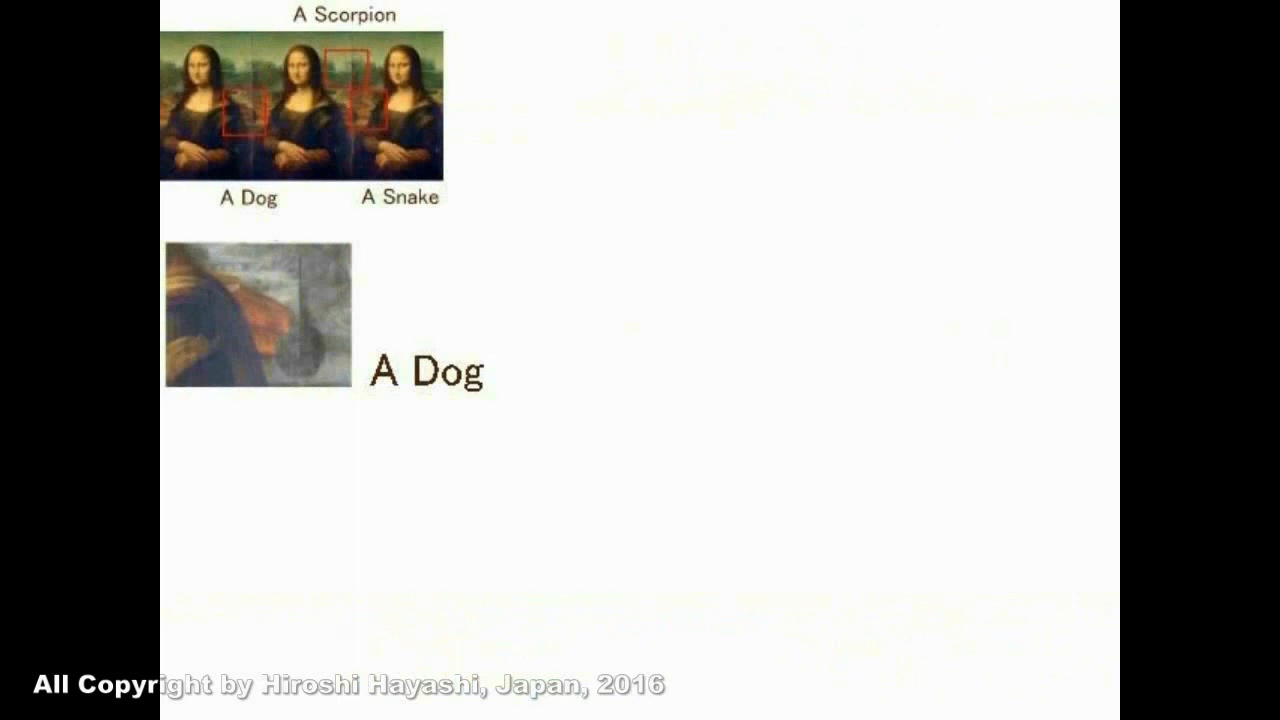 A Scorpion
A Dog
A Snake
A Dog
All Copyright by Hiroshi Hayashi, Japan, 2016